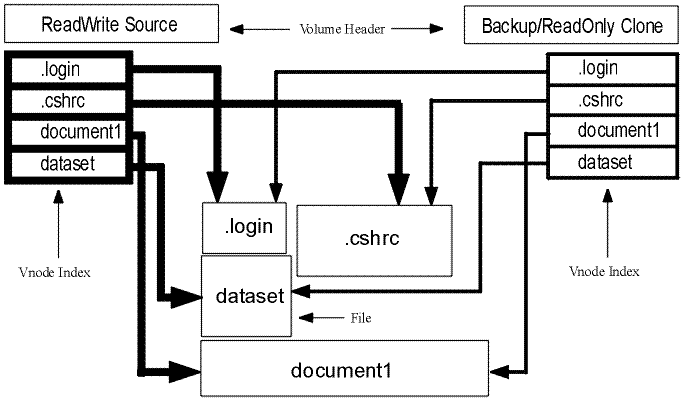 ReadWrite Source
Volume Header
Backup/ReadOnly Clone
.login
.cshrc
document1
dataset
Vnode Index
.login
.cshrc
document1
dataset
Vnode Index
.login
.cshrc
dataset
File
document1